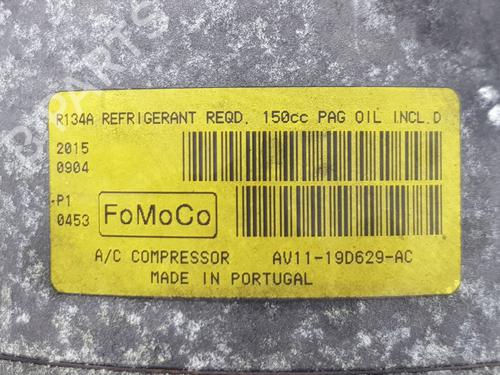 R134A REFRIGERANT REQD. 150cc PAG OIL INCL.D
2015
0904
-P1
0453
FoMoCo
A/C COMPRESSOR AV11-19D629-AC
MADE IN PORTUGAL